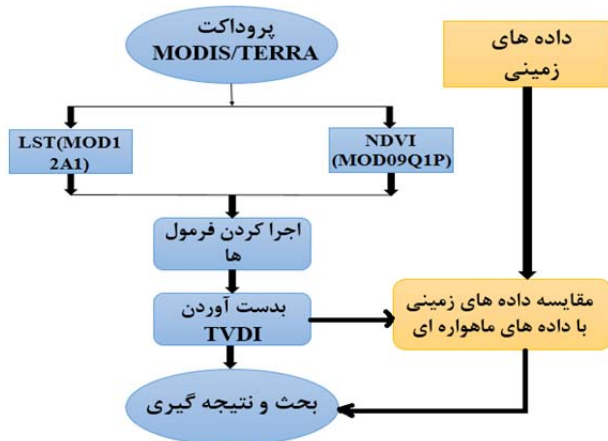 پروداکت
MODIS/TERRA
داده های
زمینی
LST(MOD1
2A1)
NDVI
(MOD09Q1P)
اجرا کردن فرمول
ها
بدست آوردن
TVDI
مقایسه داده های زمینی
با داده های ماهواره ای
بحث و نتیجه گیری